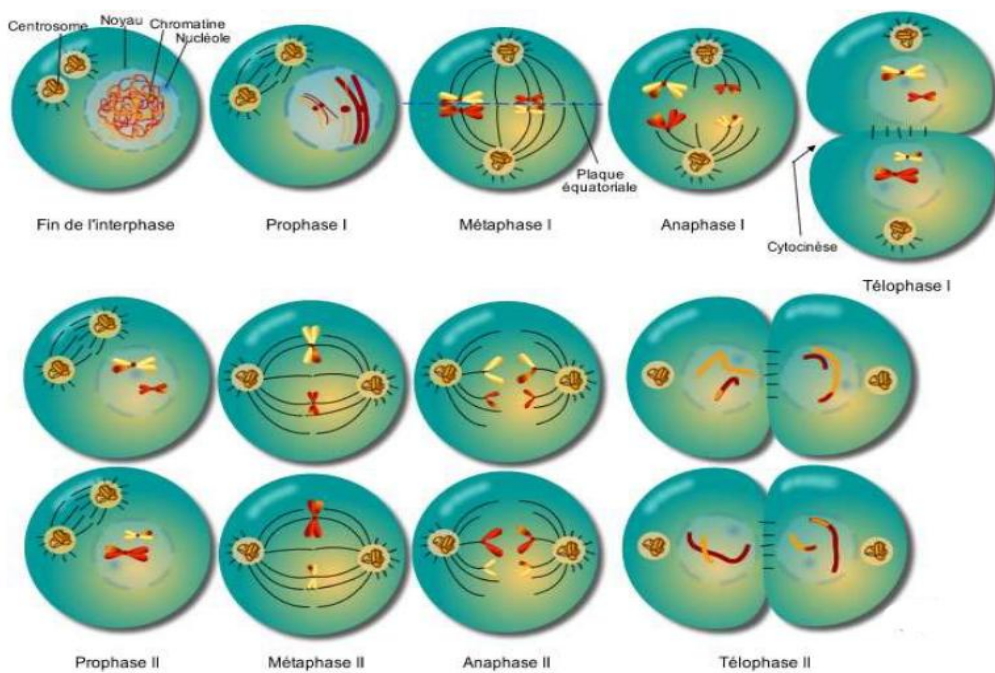 Centrosome
Noyau
Chromatine
Nucléole
Plaque
équatoriale
Cytocinèse
Fin de l'interphase
Prophase I
Métaphase I
Anaphase I
Télophase I
Prophase II
Métaphase II
Anaphase II
Télophase II